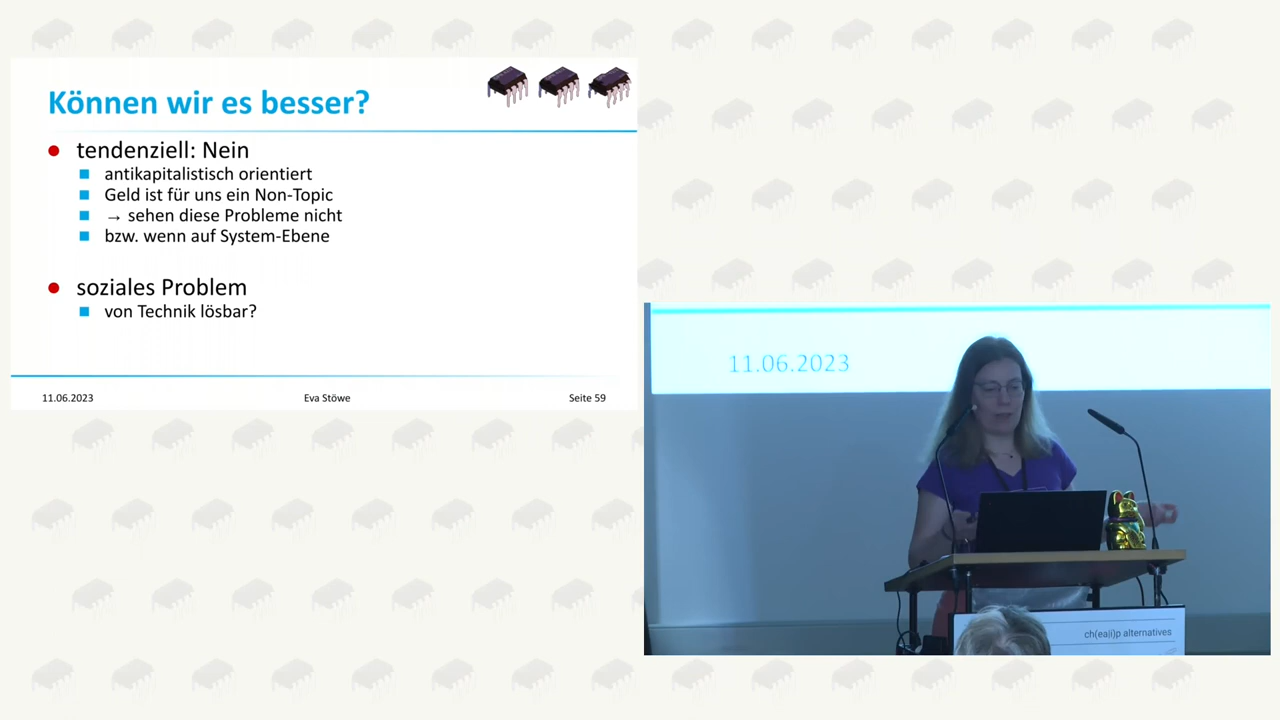 Können wir es besser?
tendenziell: Nein
antikapitalistisch orientiert
Geld ist für uns ein Non-Topic
→ sehen diese Probleme nicht
bzw. wenn auf System-Ebene
soziales Problem
von Technik lösbar?
11.06.2023 Eva Stöwe Seite 59
11.06.2023
ch(ea|i)p alternatives